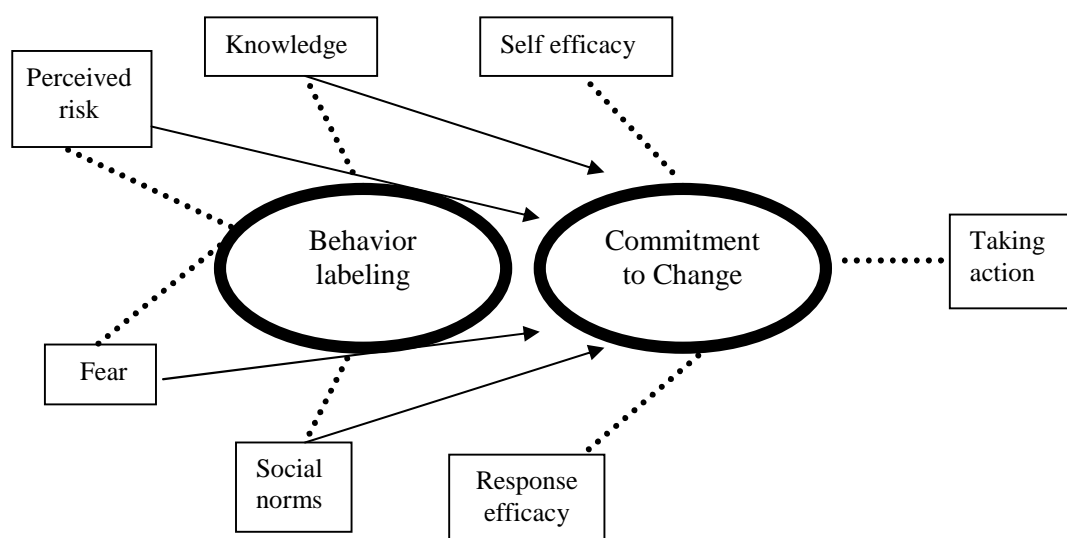 Knowledge
Self efficacy
Perceived
risk
Behavior
labeling
Commitment
to Change
Taking
action
Fear
Social
norms
Response
efficacy